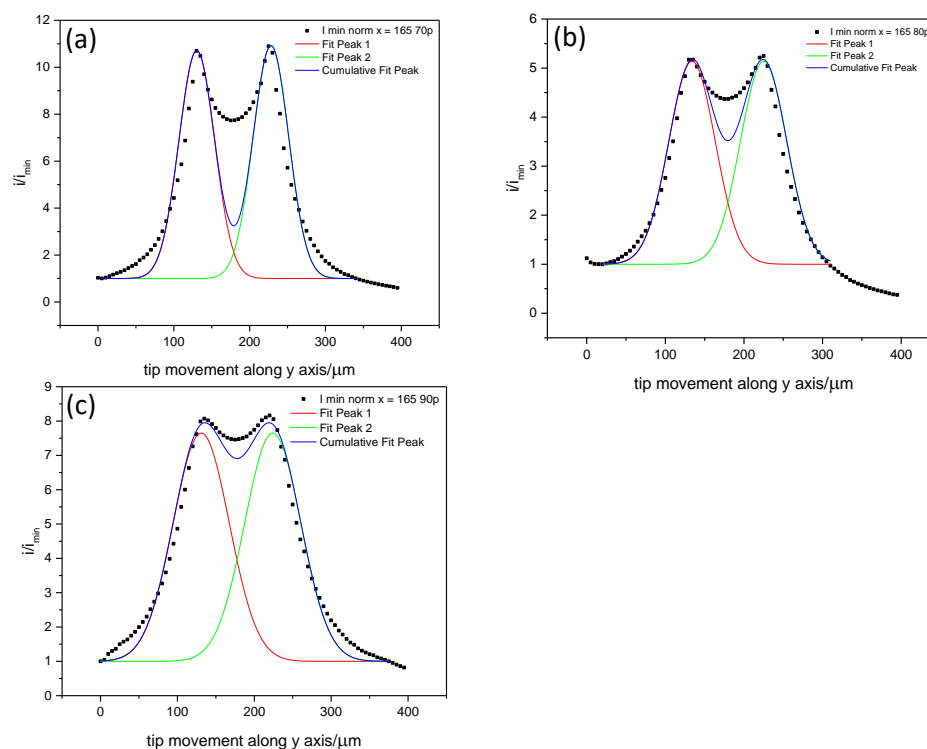 (a)
I min norm x = 165 70p
Fit Peak 1
Fit Peak 2
Cumulative Fit Peak
12
10
8
6
4
2
0
i/imin
0 100 200 300 400
tip movement along y axis/μm
(b)
I min norm x = 165 80p
Fit Peak 1
Fit Peak 2
Cumulative Fit Peak
6
5
4
3
2
1
0
i/imin
0 100 200 300 400
tip movement along y axis/μm
(c)
I min norm x = 165 90p
Fit Peak 1
Fit Peak 2
Cumulative Fit Peak
9
8
7
6
5
4
3
2
1
0
i/imin
0 100 200 300 400
tip movement along y axis/μm